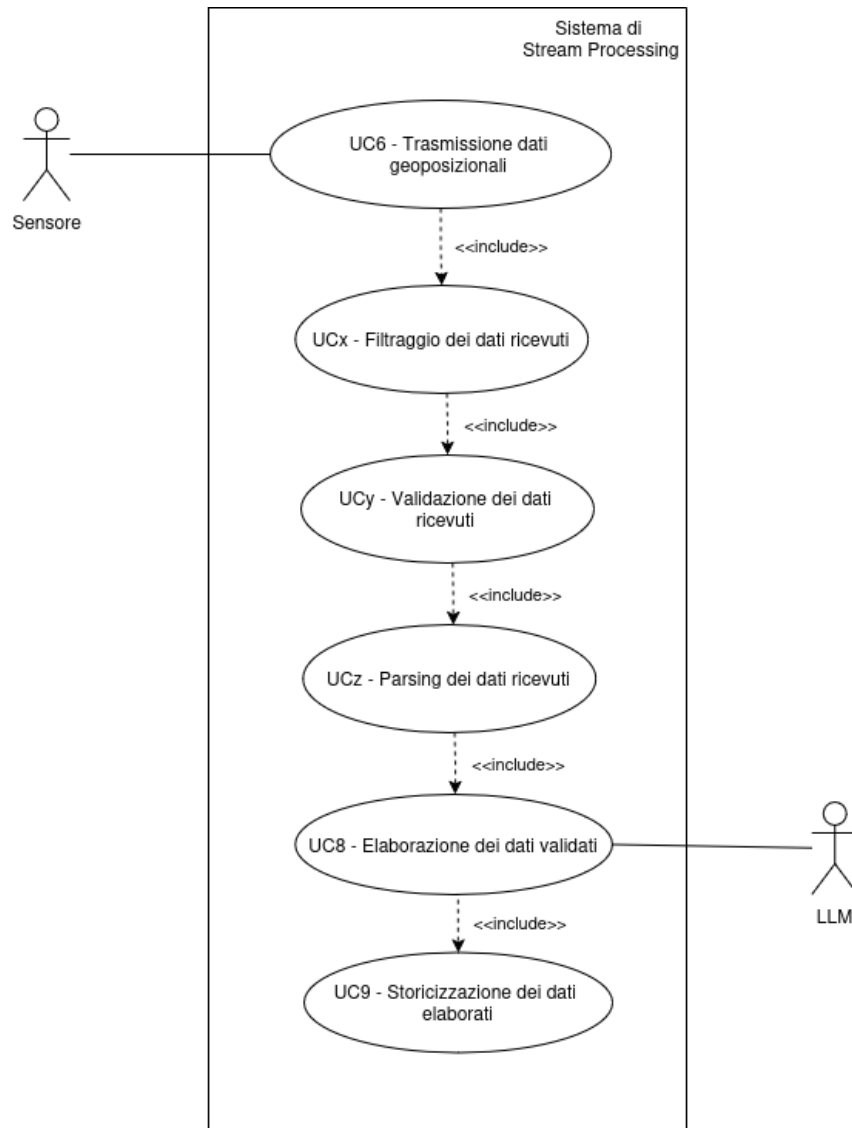 Sistema di
Stream Processing
UC6 - Trasmissione dati
geoposizionali
Sensore
<<include>>
UCx - Filtraggio dei dati ricevuti
<<include>>
UCy - Validazione dei dati
ricevuti
<<include>>
UCz - Parsing dei dati ricevuti
<<include>>
UC8 - Elaborazione dei dati validati
LLM
<<include>>
UC9 - Storicizzazione dei dati
elaborati